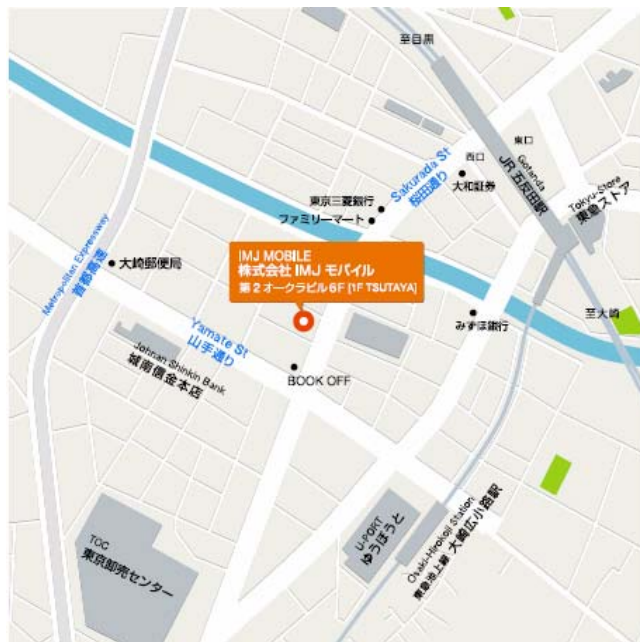 至目黒
東口
西口
Gotanda
JR 五反田駅
Tokyu-Store
東急ストア
Sakurada St
桜田通り
大和証券
東京三菱銀行
ファミリーマート
Metropolitan Expressway
首都高速
大崎郵便局
IMJ MOBILE
株式会社 IMJ モバイル
第2オークラビル6F [1F TSUTAYA]
至大崎
みずほ銀行
Yamate St
山手通り
Johnan Shinkin Bank
城南信金本店
BOOK OFF
U-PORT
ゆうぽうと
Osaki-Hirokoji Station
東急池上線 大崎広小路駅
TOC
東京卸売センター